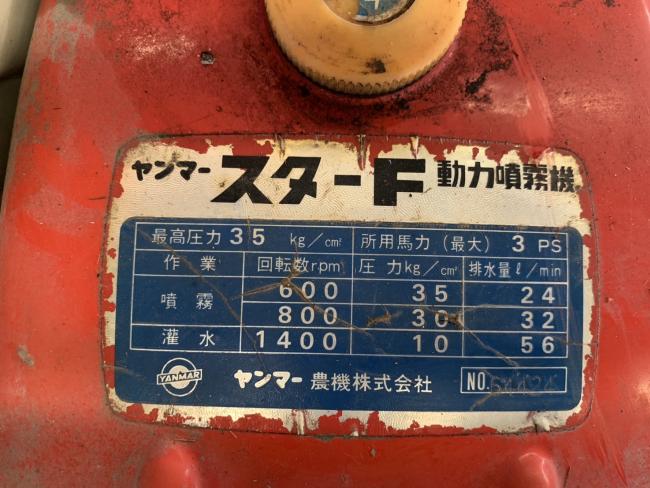 ヤンマー スターF 動力噴霧機
最高圧力 35 kg/cm² 所用馬力(最大) 3 PS
作業 回転数rpm 圧力kg/cm² 排水量ℓ/min
噴霧 600 35 24
800 30 32
灌水 1400 10 56
YANMAR ヤンマー農機株式会社 NO.